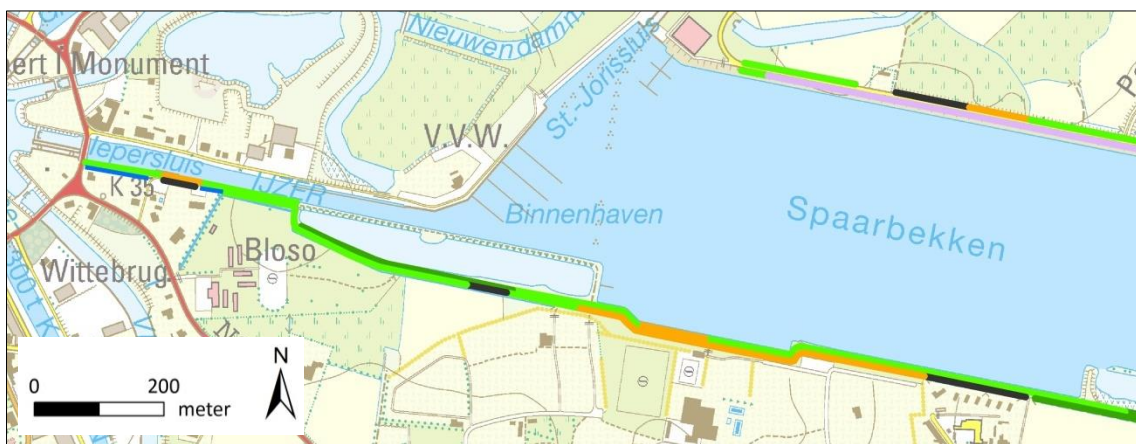 Nieuwendamm
ert I Monument
St.-Jorissluis
V.V.W.
Iepersluis
IJZER
K 35
Binnenhaven
Spaarbekken
Bloso
Wittebrug
N
0 200
meter